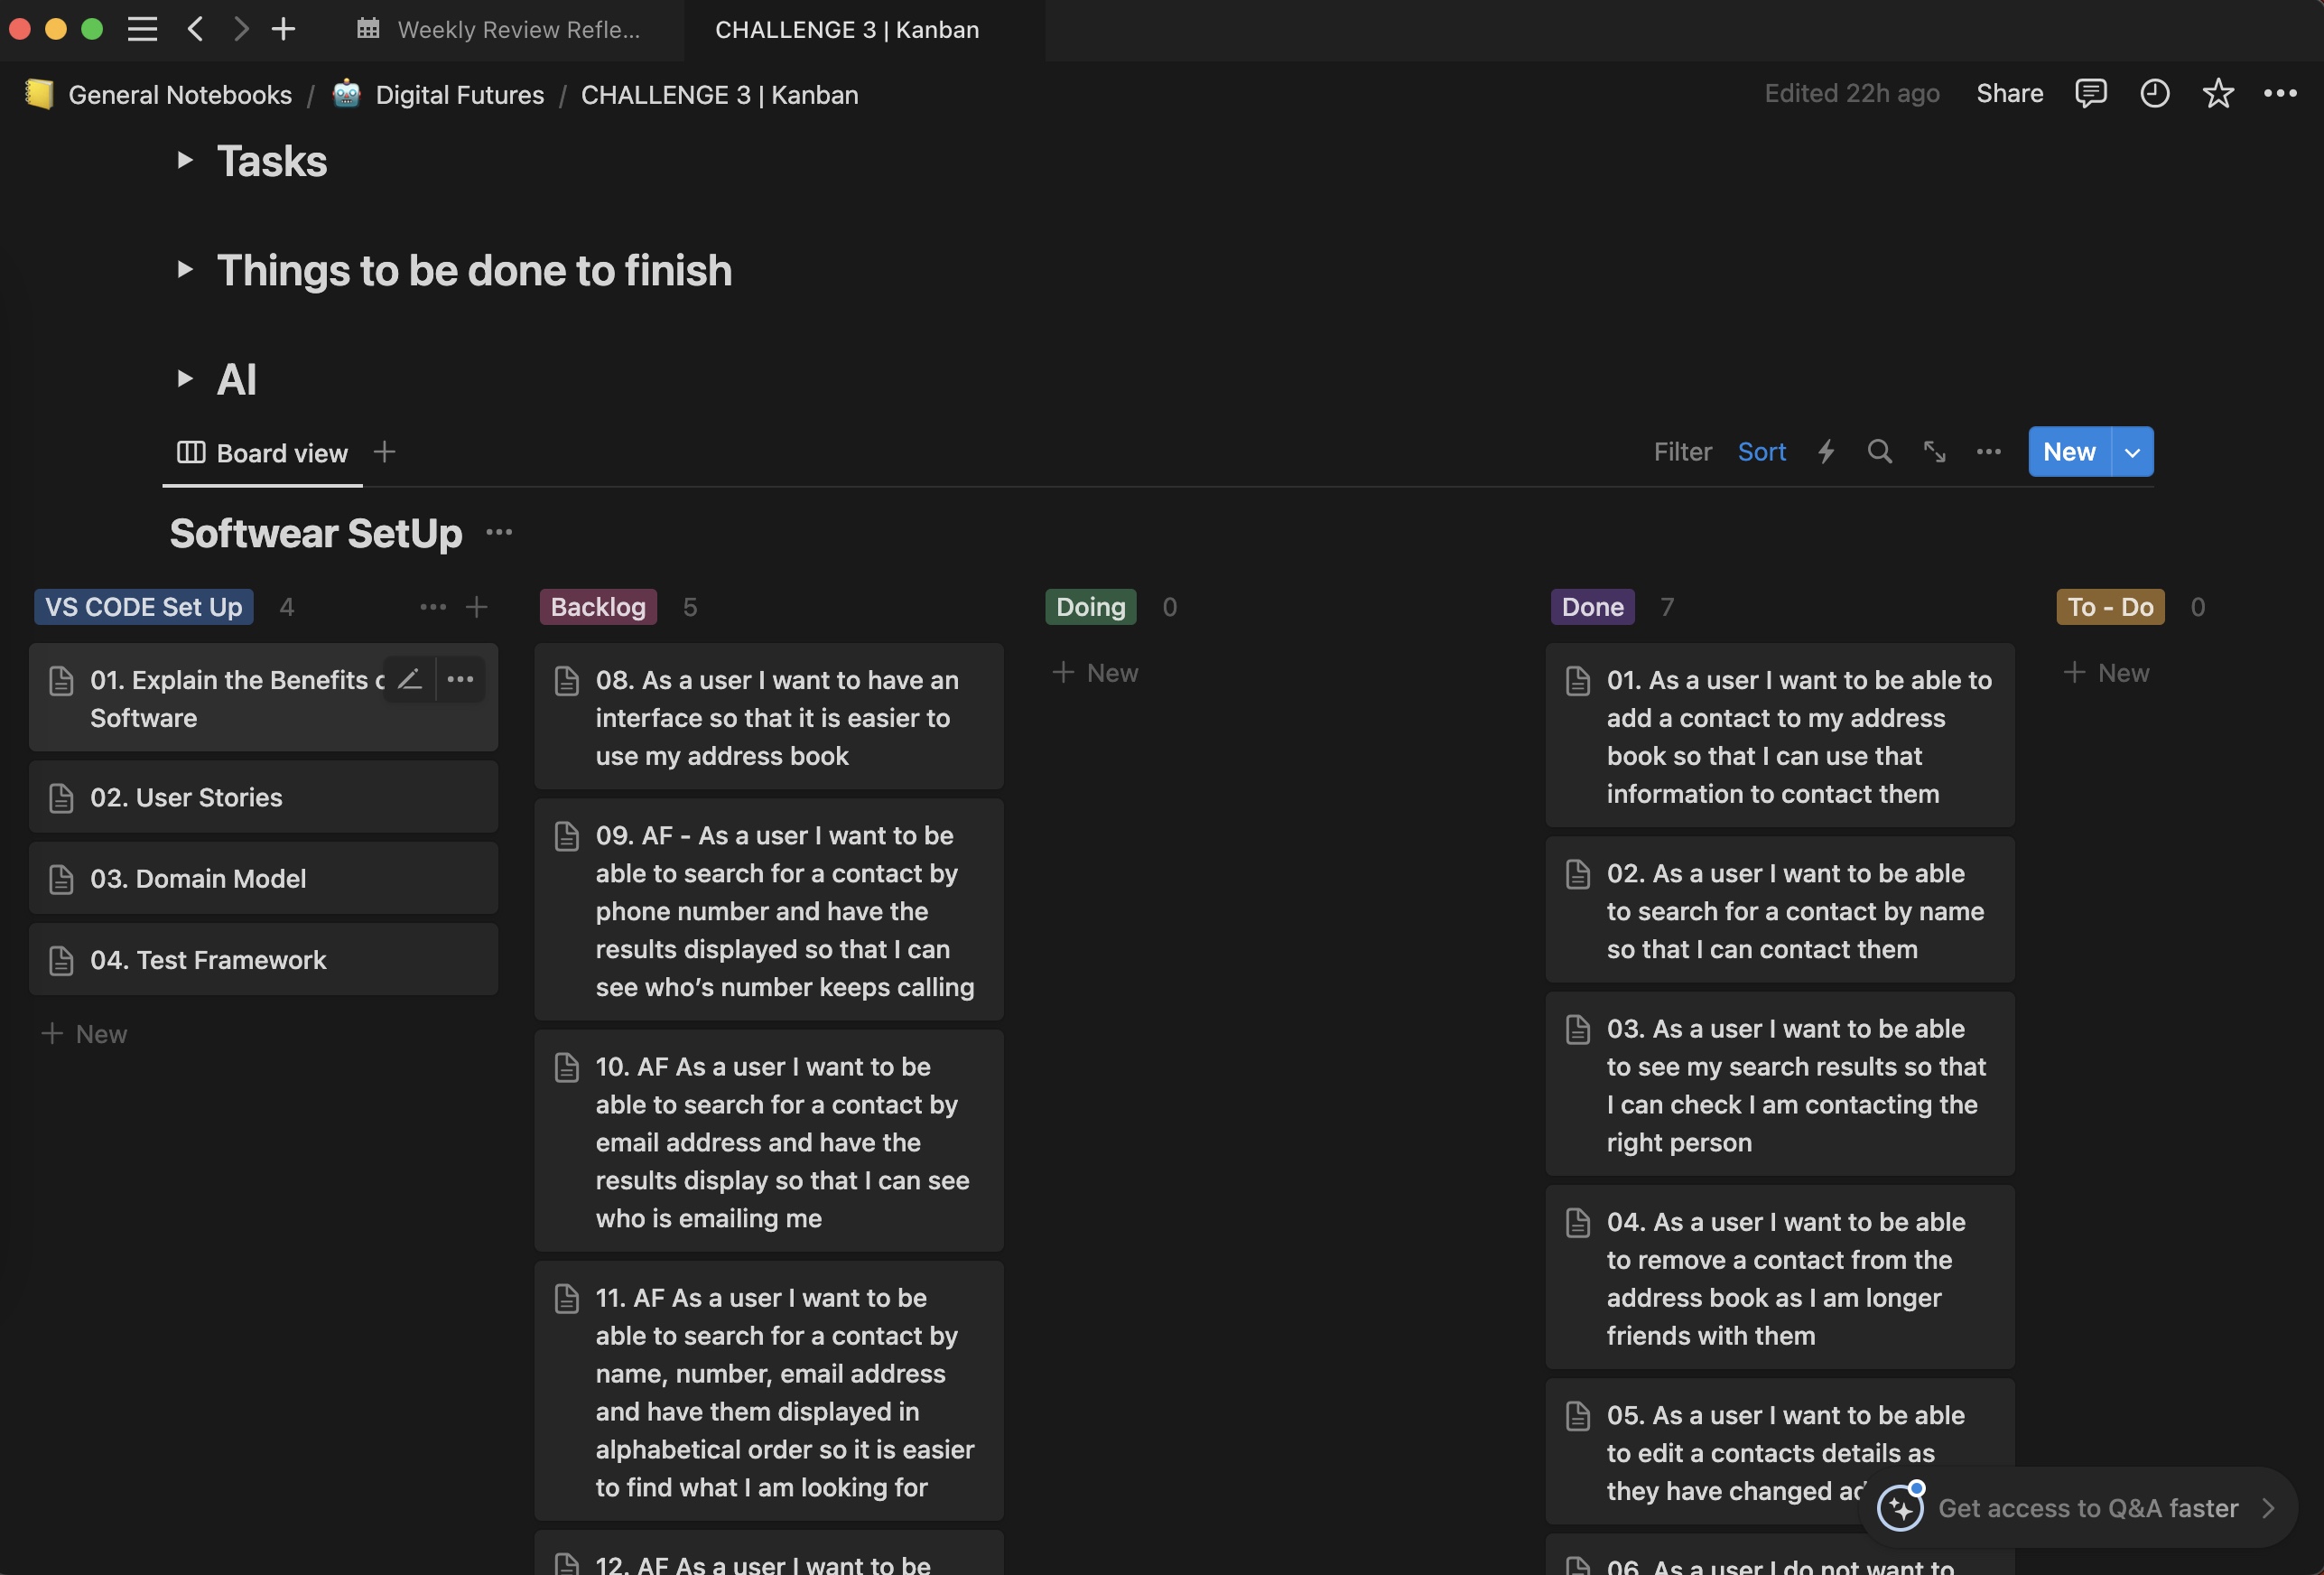 Weekly Review Refle...
CHALLENGE 3 | Kanban
General Notebooks / Digital Futures / CHALLENGE 3 | Kanban
Edited 22h ago
Share
Tasks
Things to be done to finish
AI
Board view
Filter
Sort
New
Softwear SetUp
VS CODE Set Up 4
01. Explain the Benefits
Software
02. User Stories
03. Domain Model
04. Test Framework
New
Backlog 5
08. As a user I want to have an
interface so that it is easier to
use my address book
09. AF - As a user I want to be
able to search for a contact by
phone number and have the
results displayed so that I can
see who’s number keeps calling
10. AF As a user I want to be
able to search for a contact by
email address and have the
results display so that I can see
who is emailing me
11. AF As a user I want to be
able to search for a contact by
name, number, email address
and have them displayed in
alphabetical order so it is easier
to find what I am looking for
12. AF As a user I want to be
Doing 0
New
Done 7
01. As a user I want to be able to
add a contact to my address
book so that I can use that
information to contact them
02. As a user I want to be able
to search for a contact by name
so that I can contact them
03. As a user I want to be able
to see my search results so that
I can check I am contacting the
right person
04. As a user I want to be able
to remove a contact from the
address book as I am longer
friends with them
05. As a user I want to be able
to edit a contacts details as
they have changed
06. As a user I do not want to
To - Do 0
New
Get access to Q&A faster